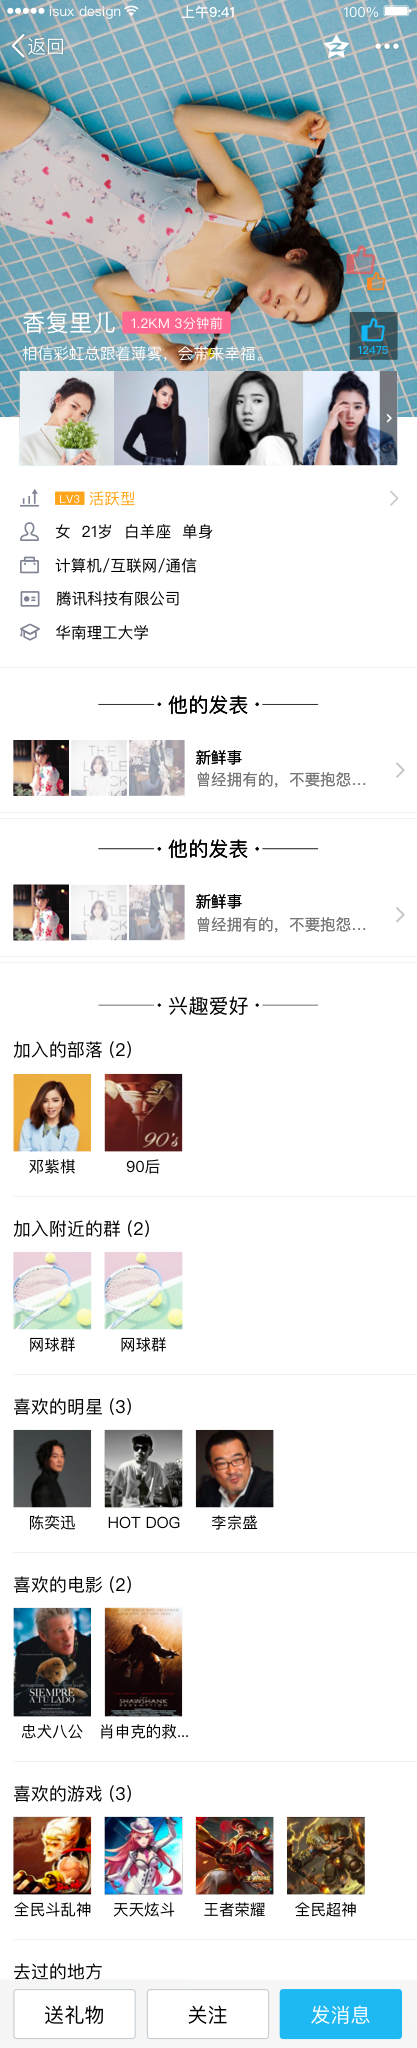 isux design 上午9:41 100%
返回
香复里儿 1.2KM 3分钟前
相信彩虹总跟着薄雾，会带来幸福。
12475
LV3 活跃型
女 21岁 白羊座 单身
计算机/互联网/通信
腾讯科技有限公司
华南理工大学
他的发表
新鲜事
曾经拥有的，不要抱怨...
他的发表
新鲜事
曾经拥有的，不要抱怨...
兴趣爱好
加入的部落 (2)
90's
邓紫棋 90后
加入附近的群 (2)
网球群 网球群
喜欢的明星 (3)
陈奕迅 HOT DOG 李宗盛
喜欢的电影 (2)
SIEMPRE
A TU LADO
SHAWSHANK
REDEMPTION
忠犬八公 肖申克的救...
喜欢的游戏 (3)
王者荣耀
全民斗乱神 天天炫斗 王者荣耀 全民超神
去过的地方
送礼物 关注 发消息